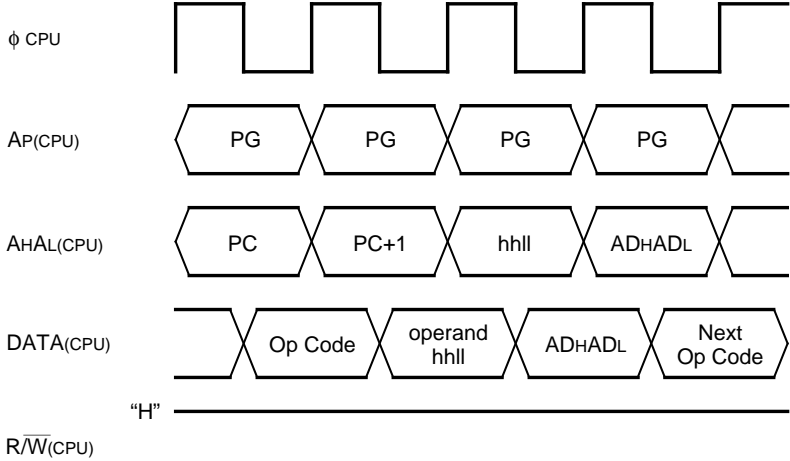 ϕ CPU
AP(CPU) PG PG PG PG
AHAL(CPU) PC PC+1 hhll ADHADL
DATA(CPU) Op Code operand hhll ADHADL Next Op Code
“H”
R/W̅(CPU)